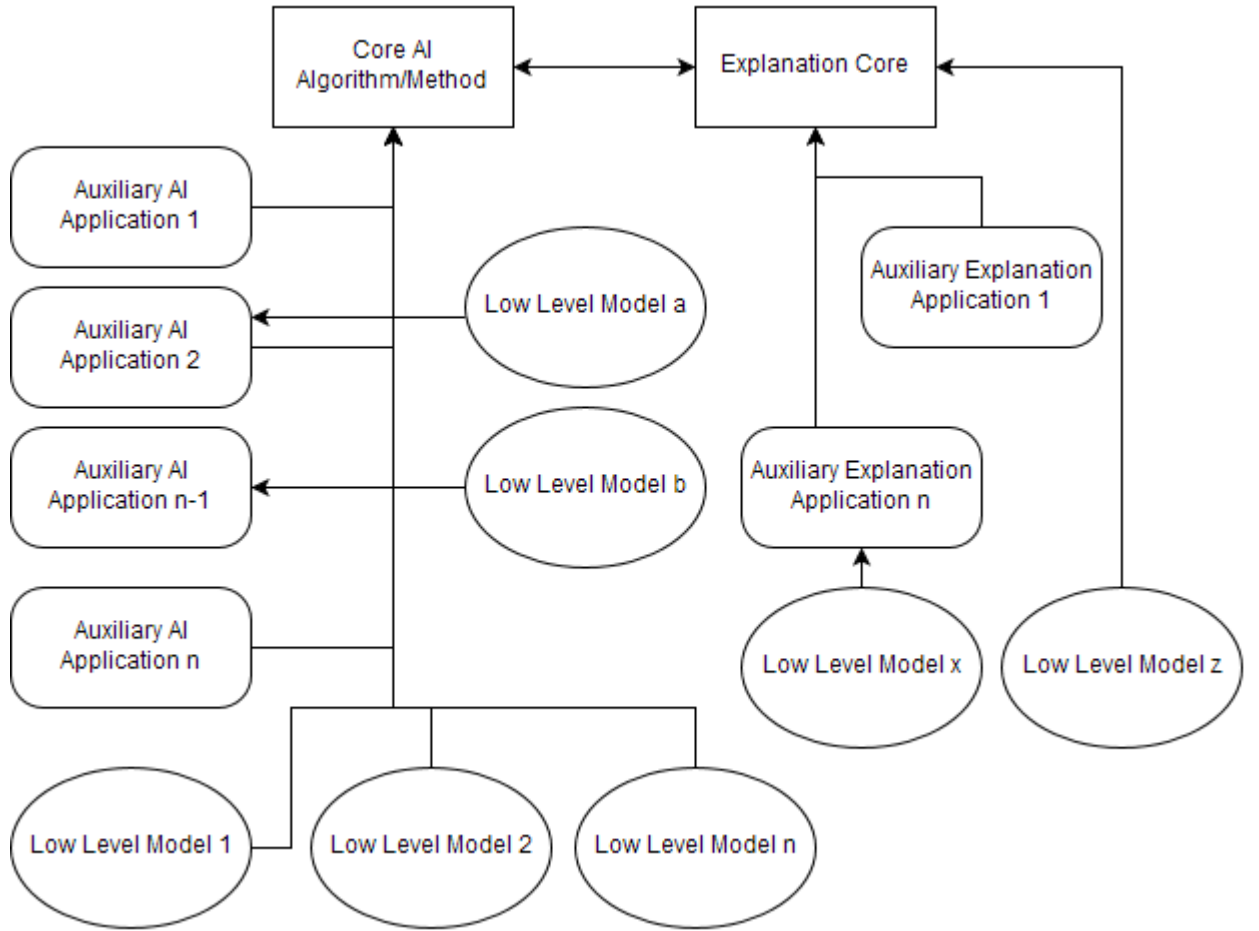 Core AI
Algorithm/Method
Explanation Core
Auxiliary AI
Application 1
Auxiliary Explanation
Application 1
Auxiliary AI
Application 2
Low Level Model a
Auxiliary AI
Application n-1
Low Level Model b
Auxiliary Explanation
Application n
Auxiliary AI
Application n
Low Level Model x
Low Level Model z
Low Level Model 1
Low Level Model 2
Low Level Model n